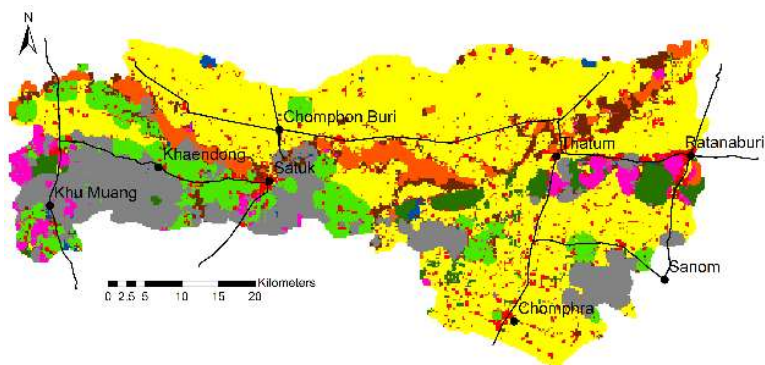 N
Chomphon Buri
Thatum
Ratanaburi
Khaendong
Satuk
Khu Muang
Sanom
Kilometers
0 2.5 5 10 15 20
Chomphra